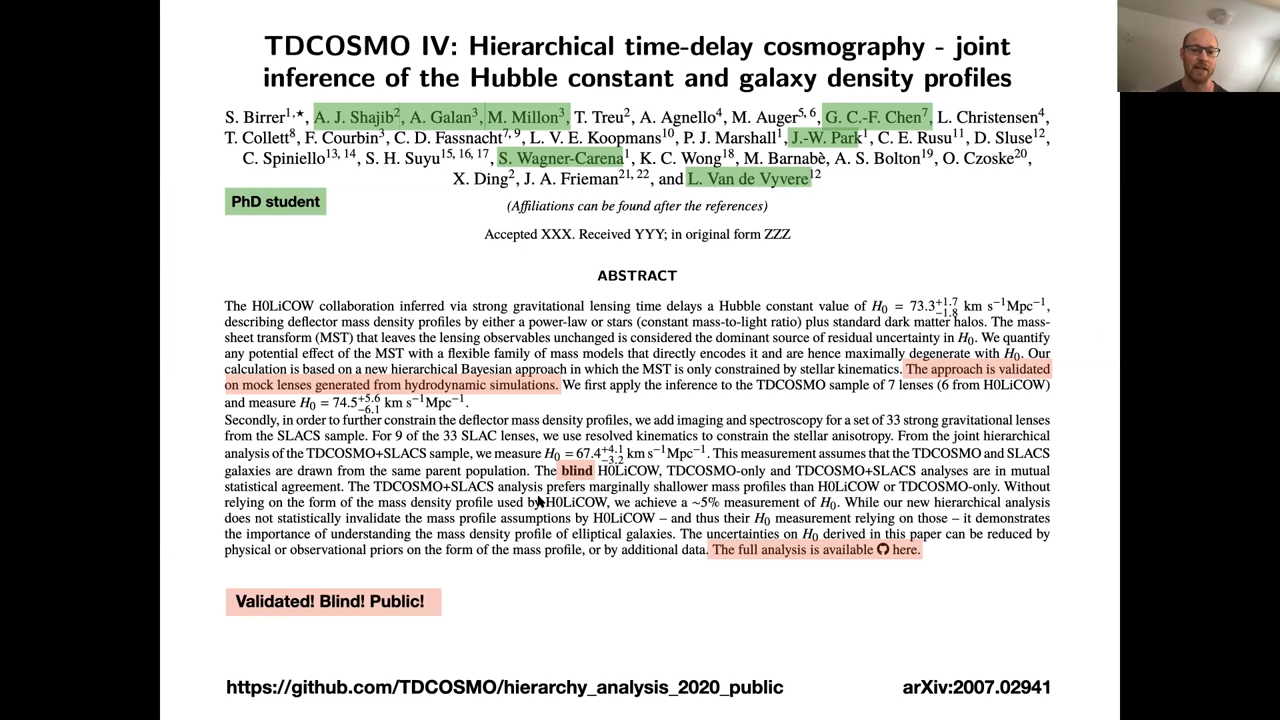 TDCOSMO IV: Hierarchical time-delay cosmography - joint
inference of the Hubble constant and galaxy density profiles
S. Birrer1,★, A. J. Shajib2, A. Galan3, M. Millon3, T. Treu2, A. Agnello4, M. Auger5, 6, G. C.-F. Chen7, L. Christensen4,
T. Collett8, F. Courbin3, C. D. Fassnacht7, 9, L. V. E. Koopmans10, P. J. Marshall1, J.-W. Park1, C. E. Rusu11, D. Sluse12,
C. Spiniello13, 14, S. H. Suyu15, 16, 17, S. Wagner-Carena1, K. C. Wong18, M. Barnabè, A. S. Bolton19, O. Czoske20,
X. Ding2, J. A. Frieman21, 22, and L. Van de Vyvere12
PhD student
(Affiliations can be found after the references)
Accepted XXX. Received YYY; in original form ZZZ
ABSTRACT
The H0LiCOW collaboration inferred via strong gravitational lensing time delays a Hubble constant value of H0 = 73.3+1.7−1.8 km s−1Mpc−1,
describing deflector mass density profiles by either a power-law or stars (constant mass-to-light ratio) plus standard dark matter halos. The mass-
sheet transform (MST) that leaves the lensing observables unchanged is considered the dominant source of residual uncertainty in H0. We quantify
any potential effect of the MST with a flexible family of mass models that directly encodes it and are hence maximally degenerate with H0. Our
calculation is based on a new hierarchical Bayesian approach in which the MST is only constrained by stellar kinematics. The approach is validated
on mock lenses generated from hydrodynamic simulations. We first apply the inference to the TDCOSMO sample of 7 lenses (6 from H0LiCOW)
and measure H0 = 74.5+5.6−6.1 km s−1Mpc−1.
Secondly, in order to further constrain the deflector mass density profiles, we add imaging and spectroscopy for a set of 33 strong gravitational lenses
from the SLACS sample. For 9 of the 33 SLAC lenses, we use resolved kinematics to constrain the stellar anisotropy. From the joint hierarchical
analysis of the TDCOSMO+SLACS sample, we measure H0 = 67.4+4.1−3.2 km s−1Mpc−1. This measurement assumes that the TDCOSMO and SLACS
galaxies are drawn from the same parent population. The blind H0LiCOW, TDCOSMO-only and TDCOSMO+SLACS analyses are in mutual
statistical agreement. The TDCOSMO+SLACS analysis prefers marginally shallower mass profiles than H0LiCOW or TDCOSMO-only. Without
relying on the form of the mass density profile used by H0LiCOW, we achieve a ~5% measurement of H0. While our new hierarchical analysis
does not statistically invalidate the mass profile assumptions by H0LiCOW – and thus their H0 measurement relying on those – it demonstrates
the importance of understanding the mass density profile of elliptical galaxies. The uncertainties on H0 derived in this paper can be reduced by
physical or observational priors on the form of the mass profile, or by additional data. The full analysis is available here.
Validated! Blind! Public!
https://github.com/TDCOSMO/hierarchy_analysis_2020_public
arXiv:2007.02941